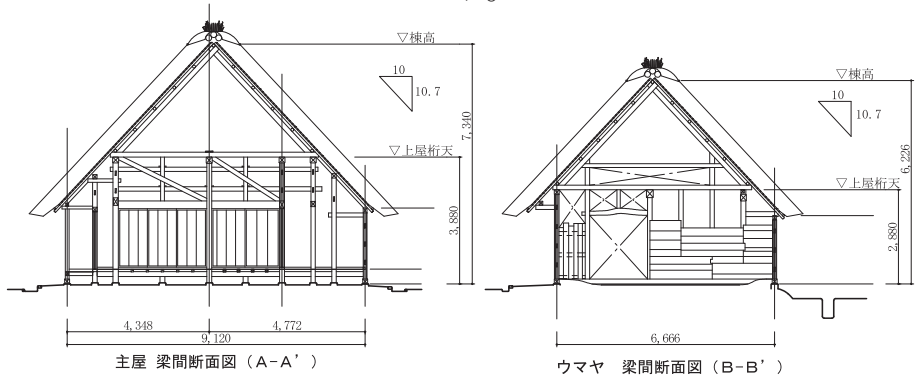 ▽棟高
10
10.7
7,340
▽上屋桁天
3,880
4,348
4,772
9,120
主屋 梁間断面図（A-A'）
▽棟高
10
10.7
6,226
▽上屋桁天
2,880
6,666
ウマヤ 梁間断面図（B-B'）